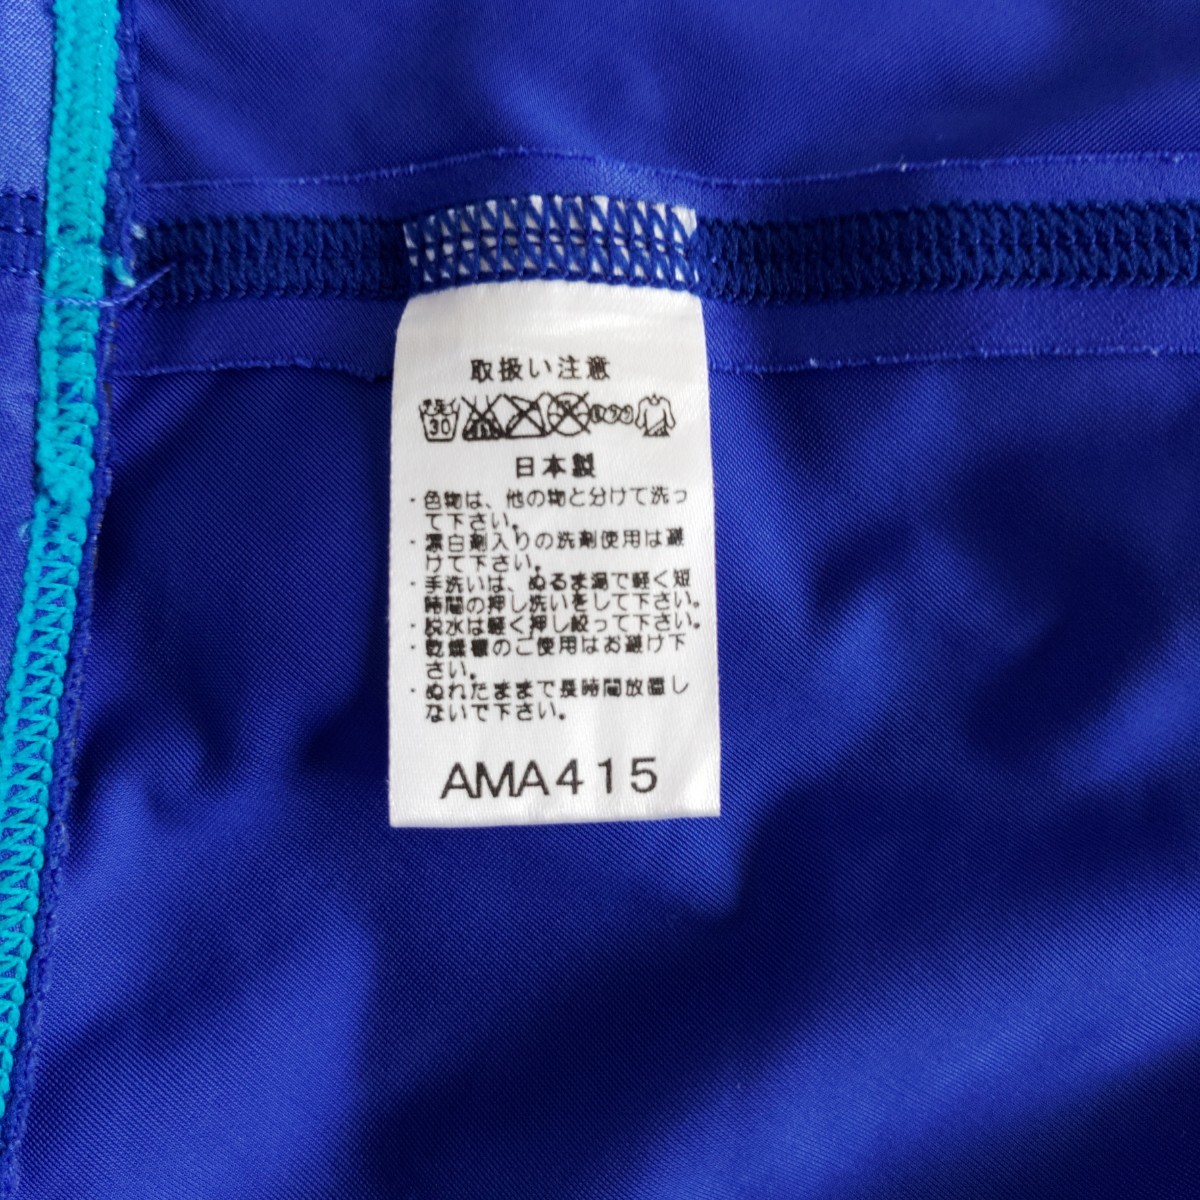 取扱い注意
手洗イ
30
日本製
・色物は、他の物と分けて洗っ
て下さい。
・漂白剤入りの洗剤使用は避
けて下さい。
・手洗いは、ぬるま湯で軽く短
時間の押し洗いをして下さい。
・脱水は軽く押し絞って下さい。
・乾燥機のご使用はお避け下
さい。
・ぬれたままで長時間放置し
ないで下さい。
AMA415